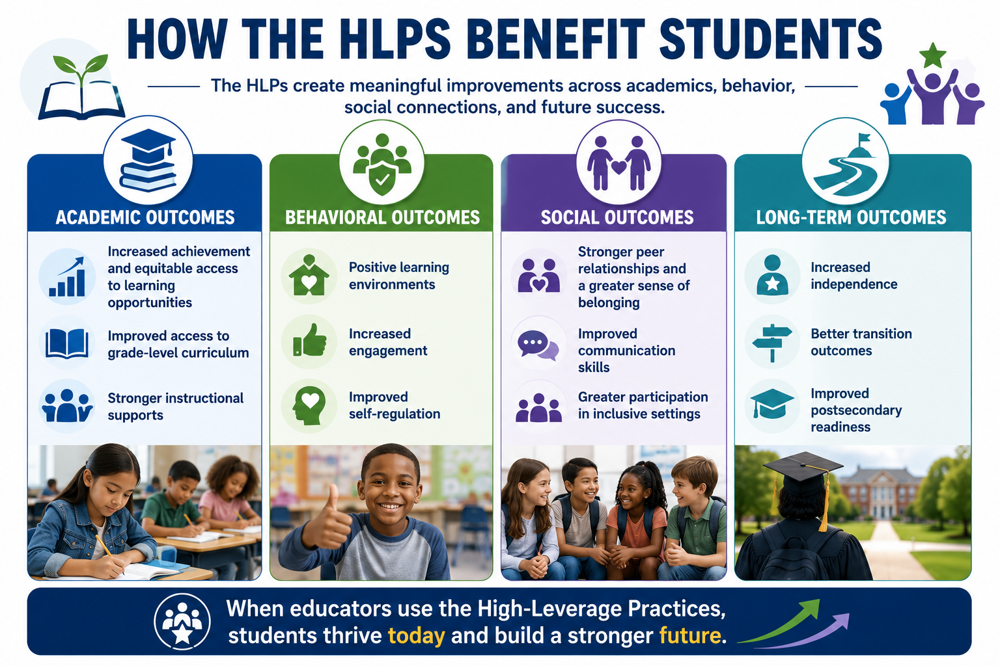 HOW THE HLPS BENEFIT STUDENTS
The HLPs create meaningful improvements across academics, behavior,
social connections, and future success.
ACADEMIC OUTCOMES
Increased achievement
and equitable access
to learning
opportunities
Improved access to
grade-level curriculum
Stronger instructional
supports
BEHAVIORAL OUTCOMES
Positive learning
environments
Increased
engagement
Improved
self-regulation
SOCIAL OUTCOMES
Stronger peer
relationships and
a greater sense of
belonging
Improved
communication
skills
Greater participation
in inclusive settings
LONG-TERM OUTCOMES
Increased
independence
Better transition
outcomes
Improved
postsecondary
readiness
When educators use the High-Leverage Practices,
students thrive today and build a stronger future.